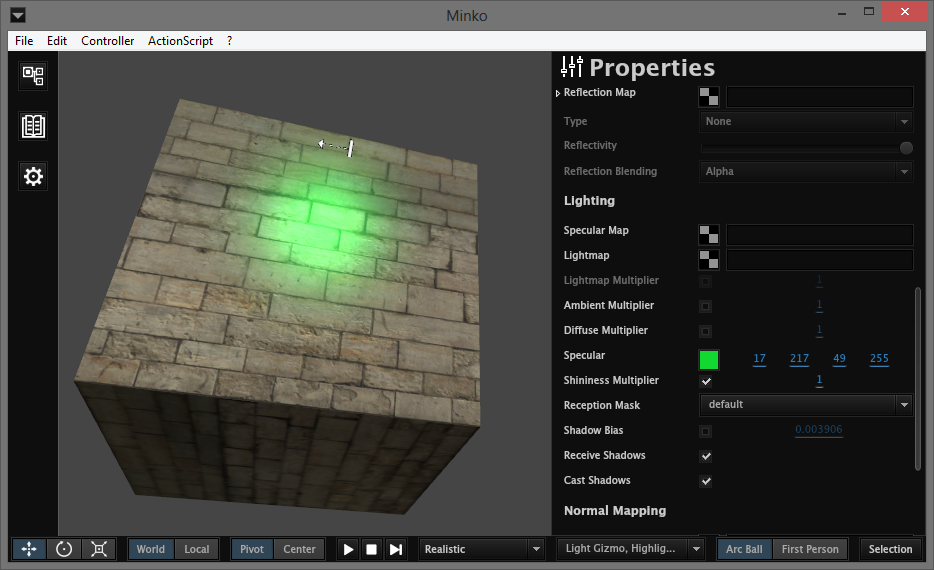 Minko
File Edit Controller ActionScript ?
Properties
Reflection Map
Type None
Reflectivity
Reflection Blending Alpha
Lighting
Specular Map
Lightmap
Lightmap Multiplier 1
Ambient Multiplier 1
Diffuse Multiplier 1
Specular 17 217 49 255
Shininess Multiplier 1
Reception Mask default
Shadow Bias 0.003906
Receive Shadows
Cast Shadows
Normal Mapping
World Local Pivot Center Realistic Light Gizmo, Highlig... Arc Ball First Person Selection